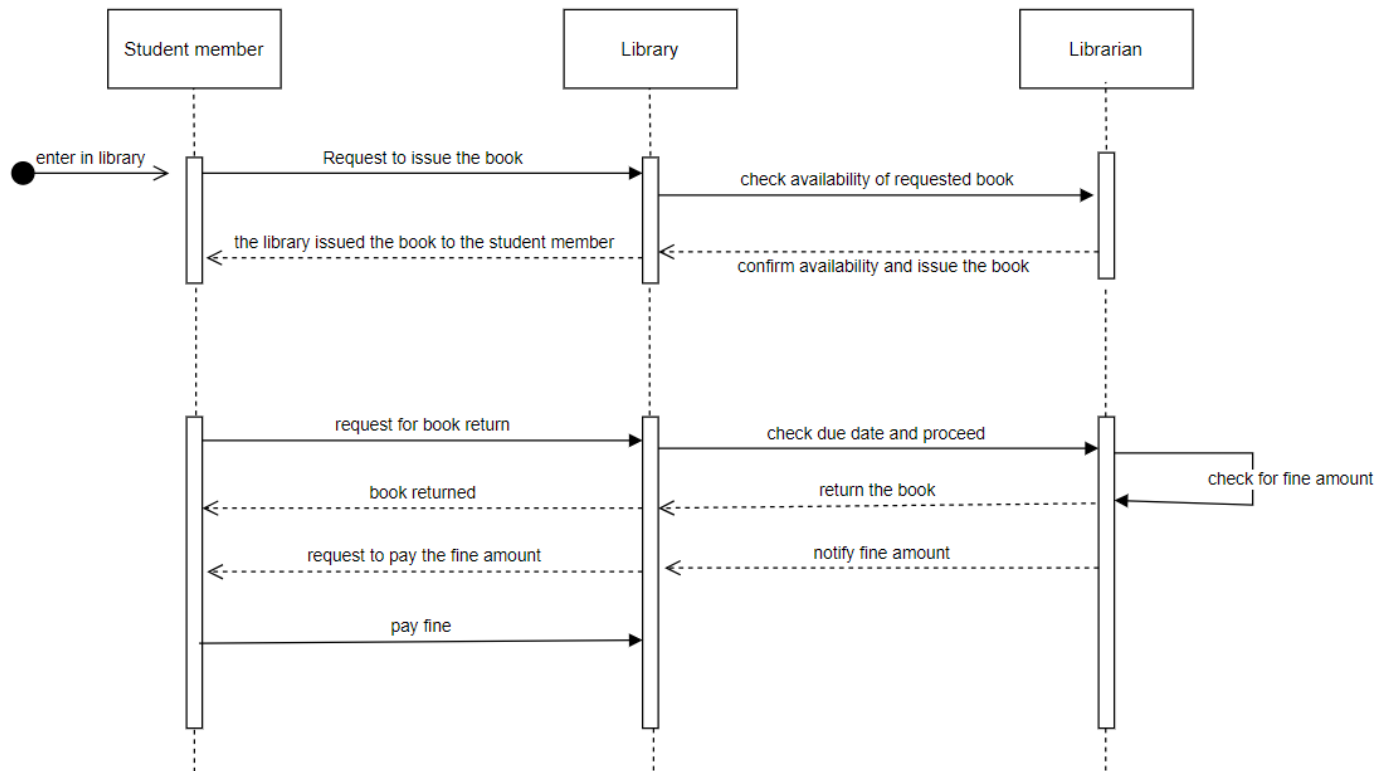 Student member
Library
Librarian
enter in library
Request to issue the book
check availability of requested book
the library issued the book to the student member
confirm availability and issue the book
request for book return
check due date and proceed
check for fine amount
book returned
return the book
request to pay the fine amount
notify fine amount
pay fine